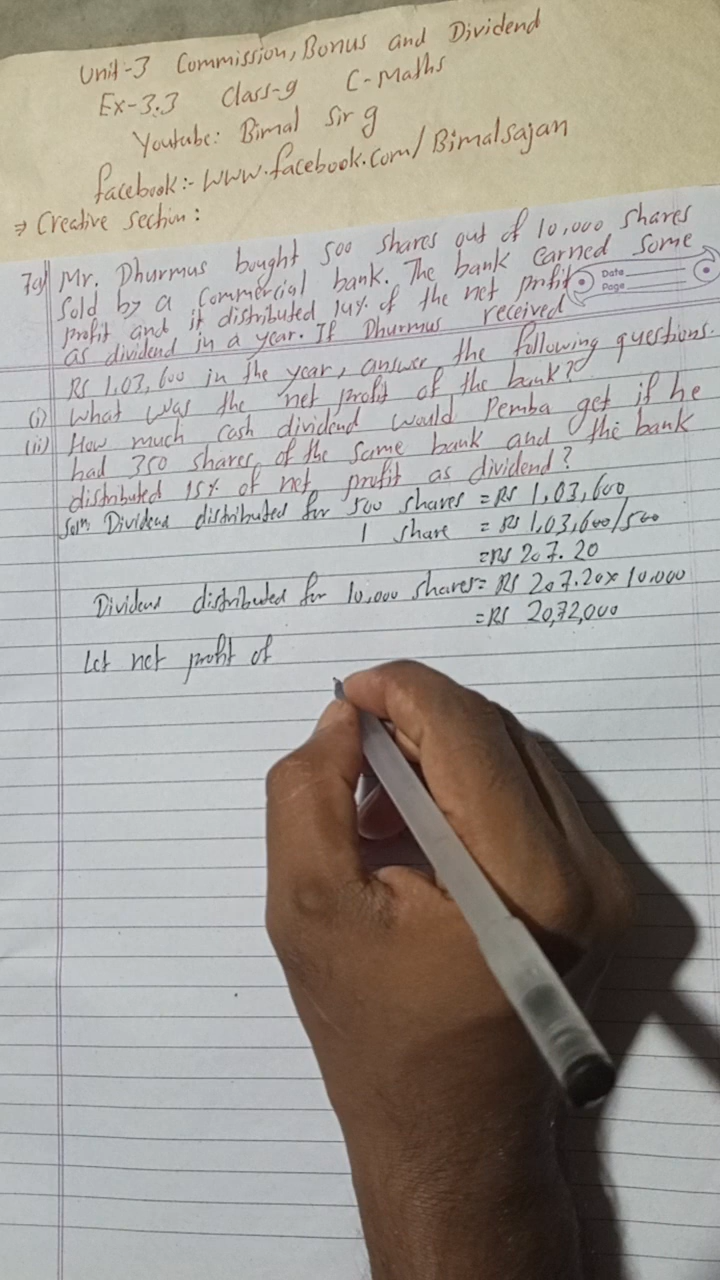 Unit-3 Commission, Bonus and Dividend
Ex-3.3 Class-9 C-Maths
Youtube: Bimal Sir g
facebook:- www.facebook.com/Bimalsajan
⇒ Creative Section:
7a) Mr. Dhurmus bought 500 shares out of 10,000 shares
sold by a commercial bank. The bank earned some
profit and it distributed 14% of the net profit
as dividend in a year. If Dhurmus received
Date
Page
RS 1,03,600 in the year, answer the following questions.
(i) What was the net profit of the bank?
(ii) How much cash dividend would Pemba get if he
had 350 shares of the same bank and the bank
distributed 15% of net profit as dividend?
Soln Dividend distributed for 500 shares = RS 1,03,600
1 share = RS 1,03,600/500
= RS 207.20
Dividend distributed for 10,000 shares = RS 207.20 x 10,000
= RS 20,72,000
Let net profit of